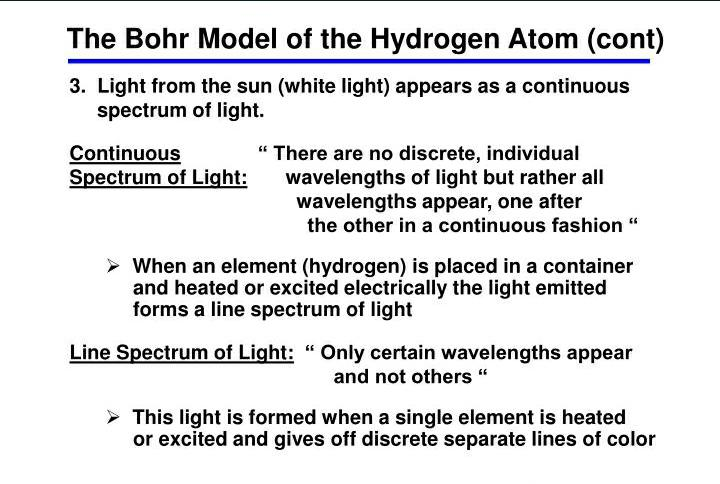 The Bohr Model of the Hydrogen Atom (cont)
3. Light from the sun (white light) appears as a continuous
spectrum of light.
Continuous “ There are no discrete, individual
Spectrum of Light: wavelengths of light but rather all
wavelengths appear, one after
the other in a continuous fashion “
➢ When an element (hydrogen) is placed in a container
and heated or excited electrically the light emitted
forms a line spectrum of light
Line Spectrum of Light: “ Only certain wavelengths appear
and not others “
➢ This light is formed when a single element is heated
or excited and gives off discrete separate lines of color